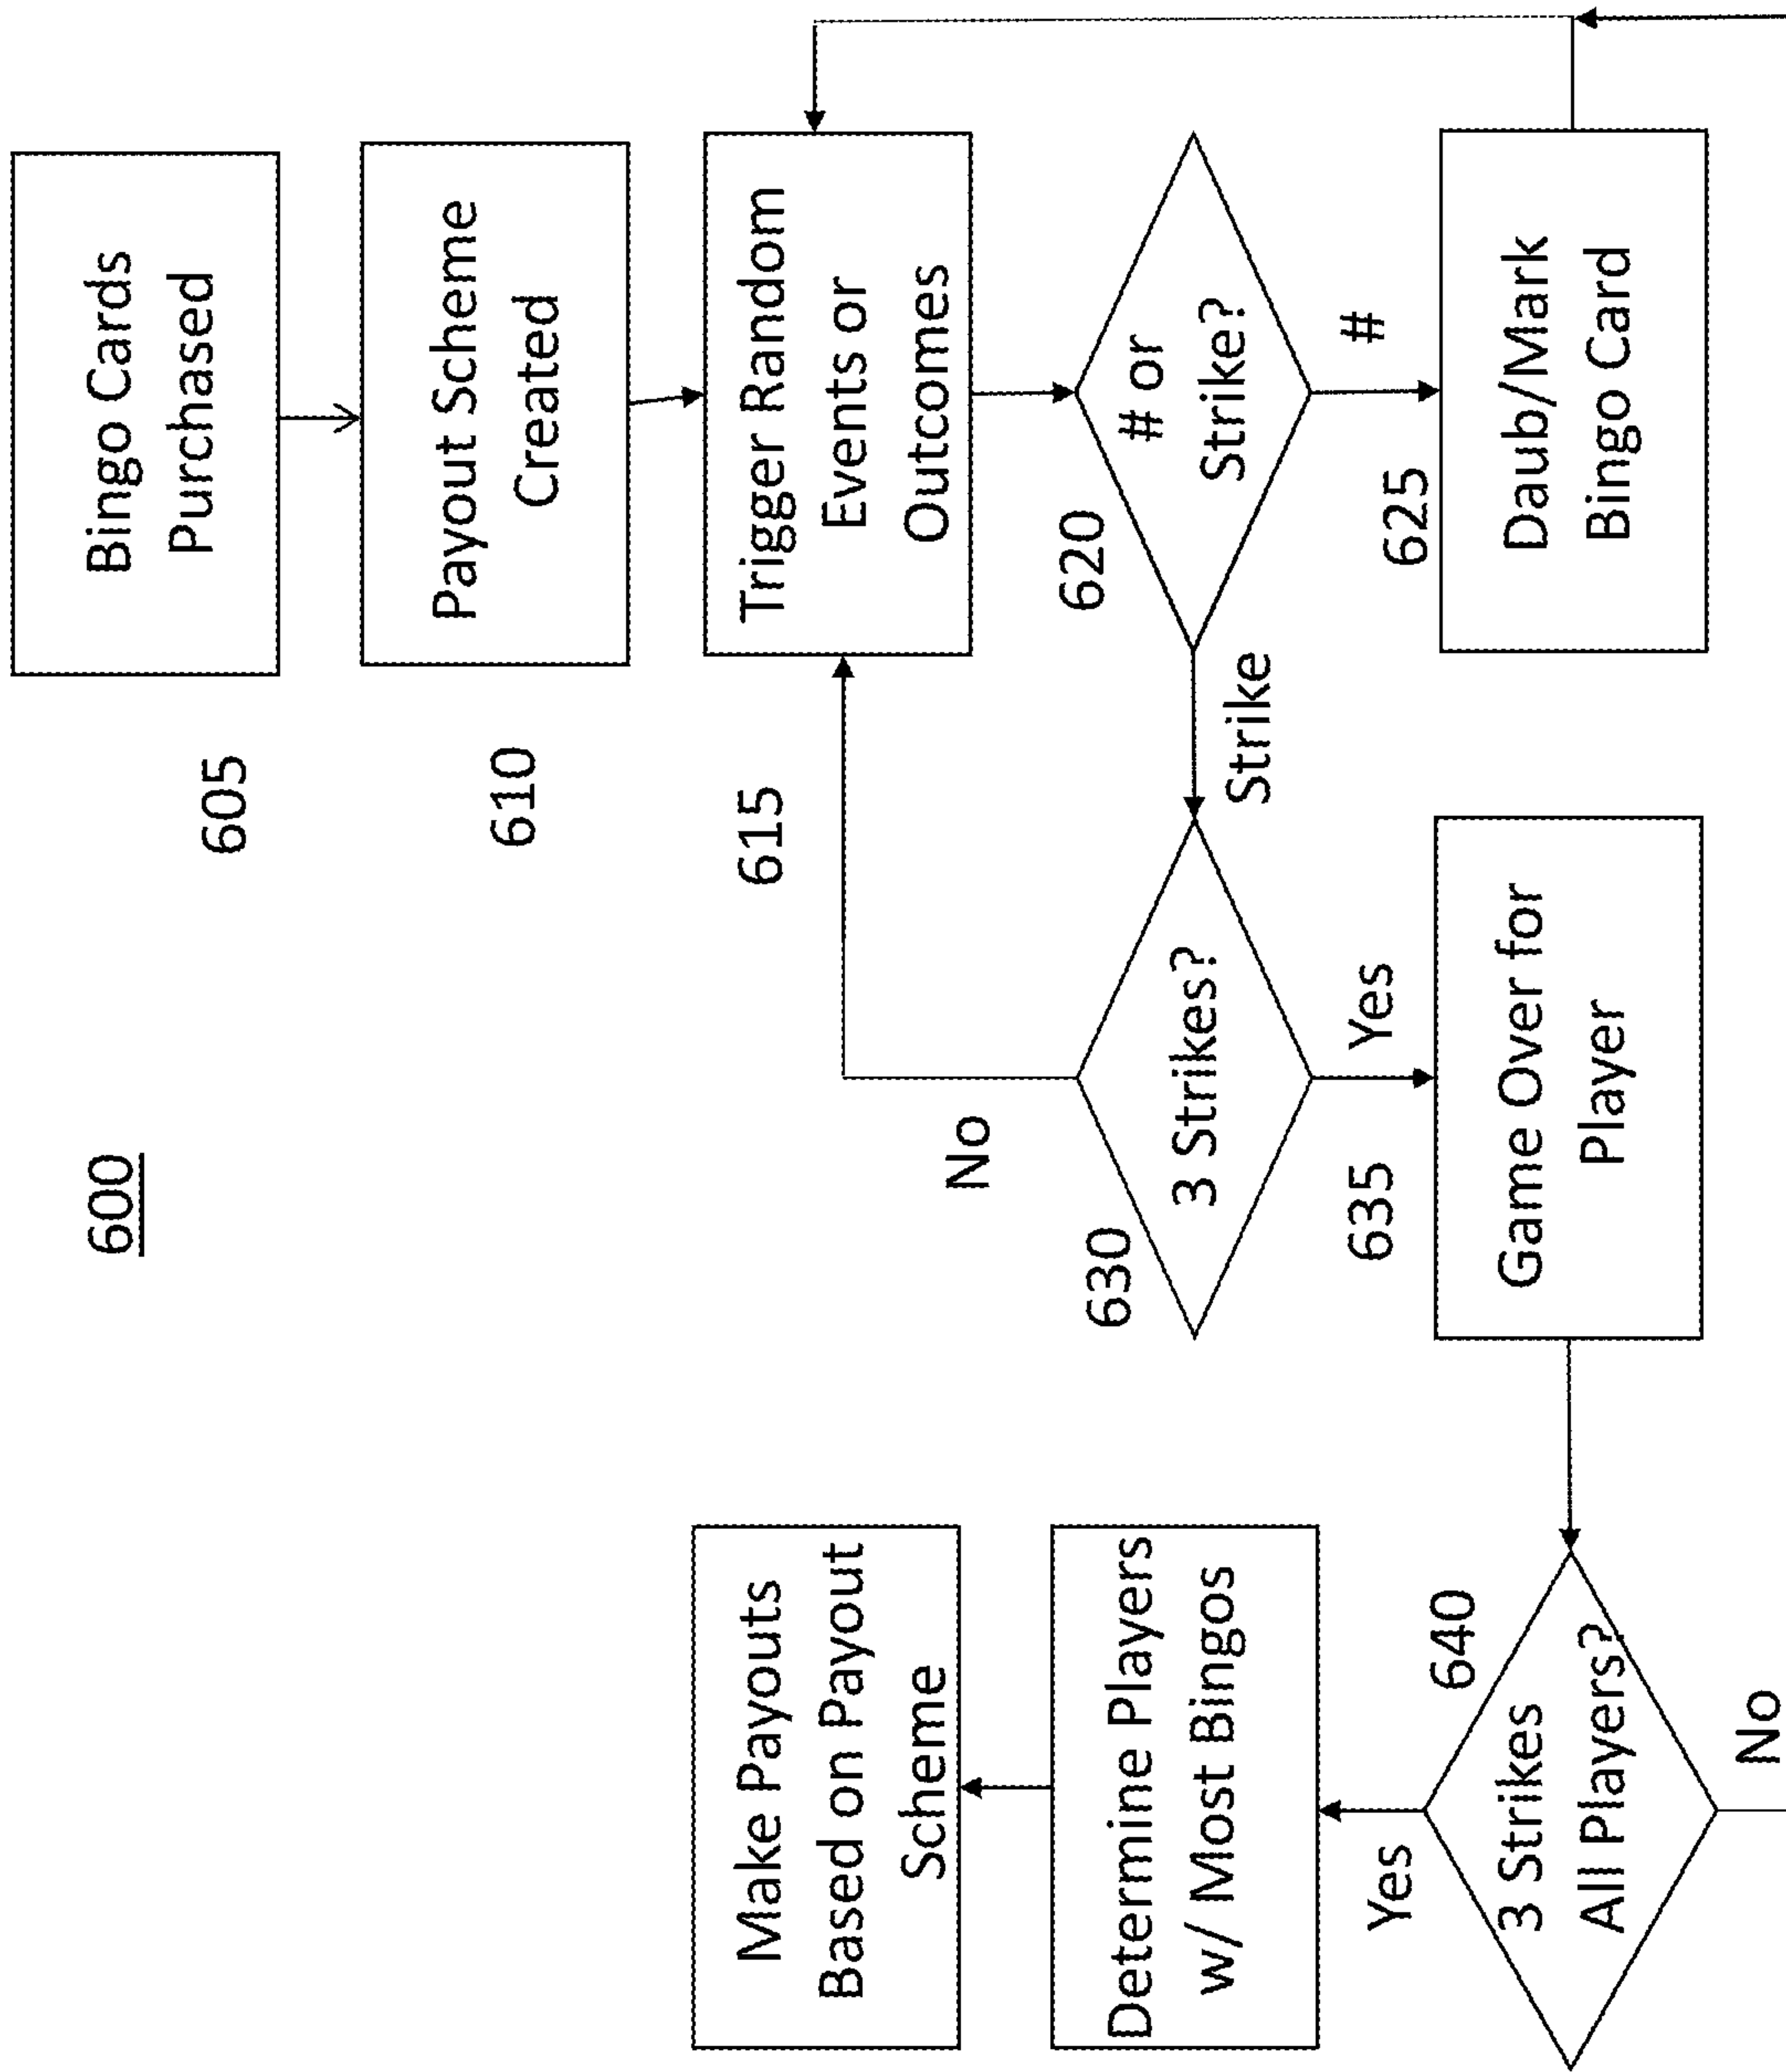 600
605
Bingo Cards
Purchased
610
Payout Scheme
Created
615
Trigger Random
Events or
Outcomes
620
# or
Strike?
Strike
#
625
Daub/Mark
Bingo Card
630
3 Strikes?
No
Yes
635
Game Over for
Player
640
3 Strikes
All Players?
No
Yes
Determine Players
w/ Most Bingos
Make Payouts
Based on Payout
Scheme